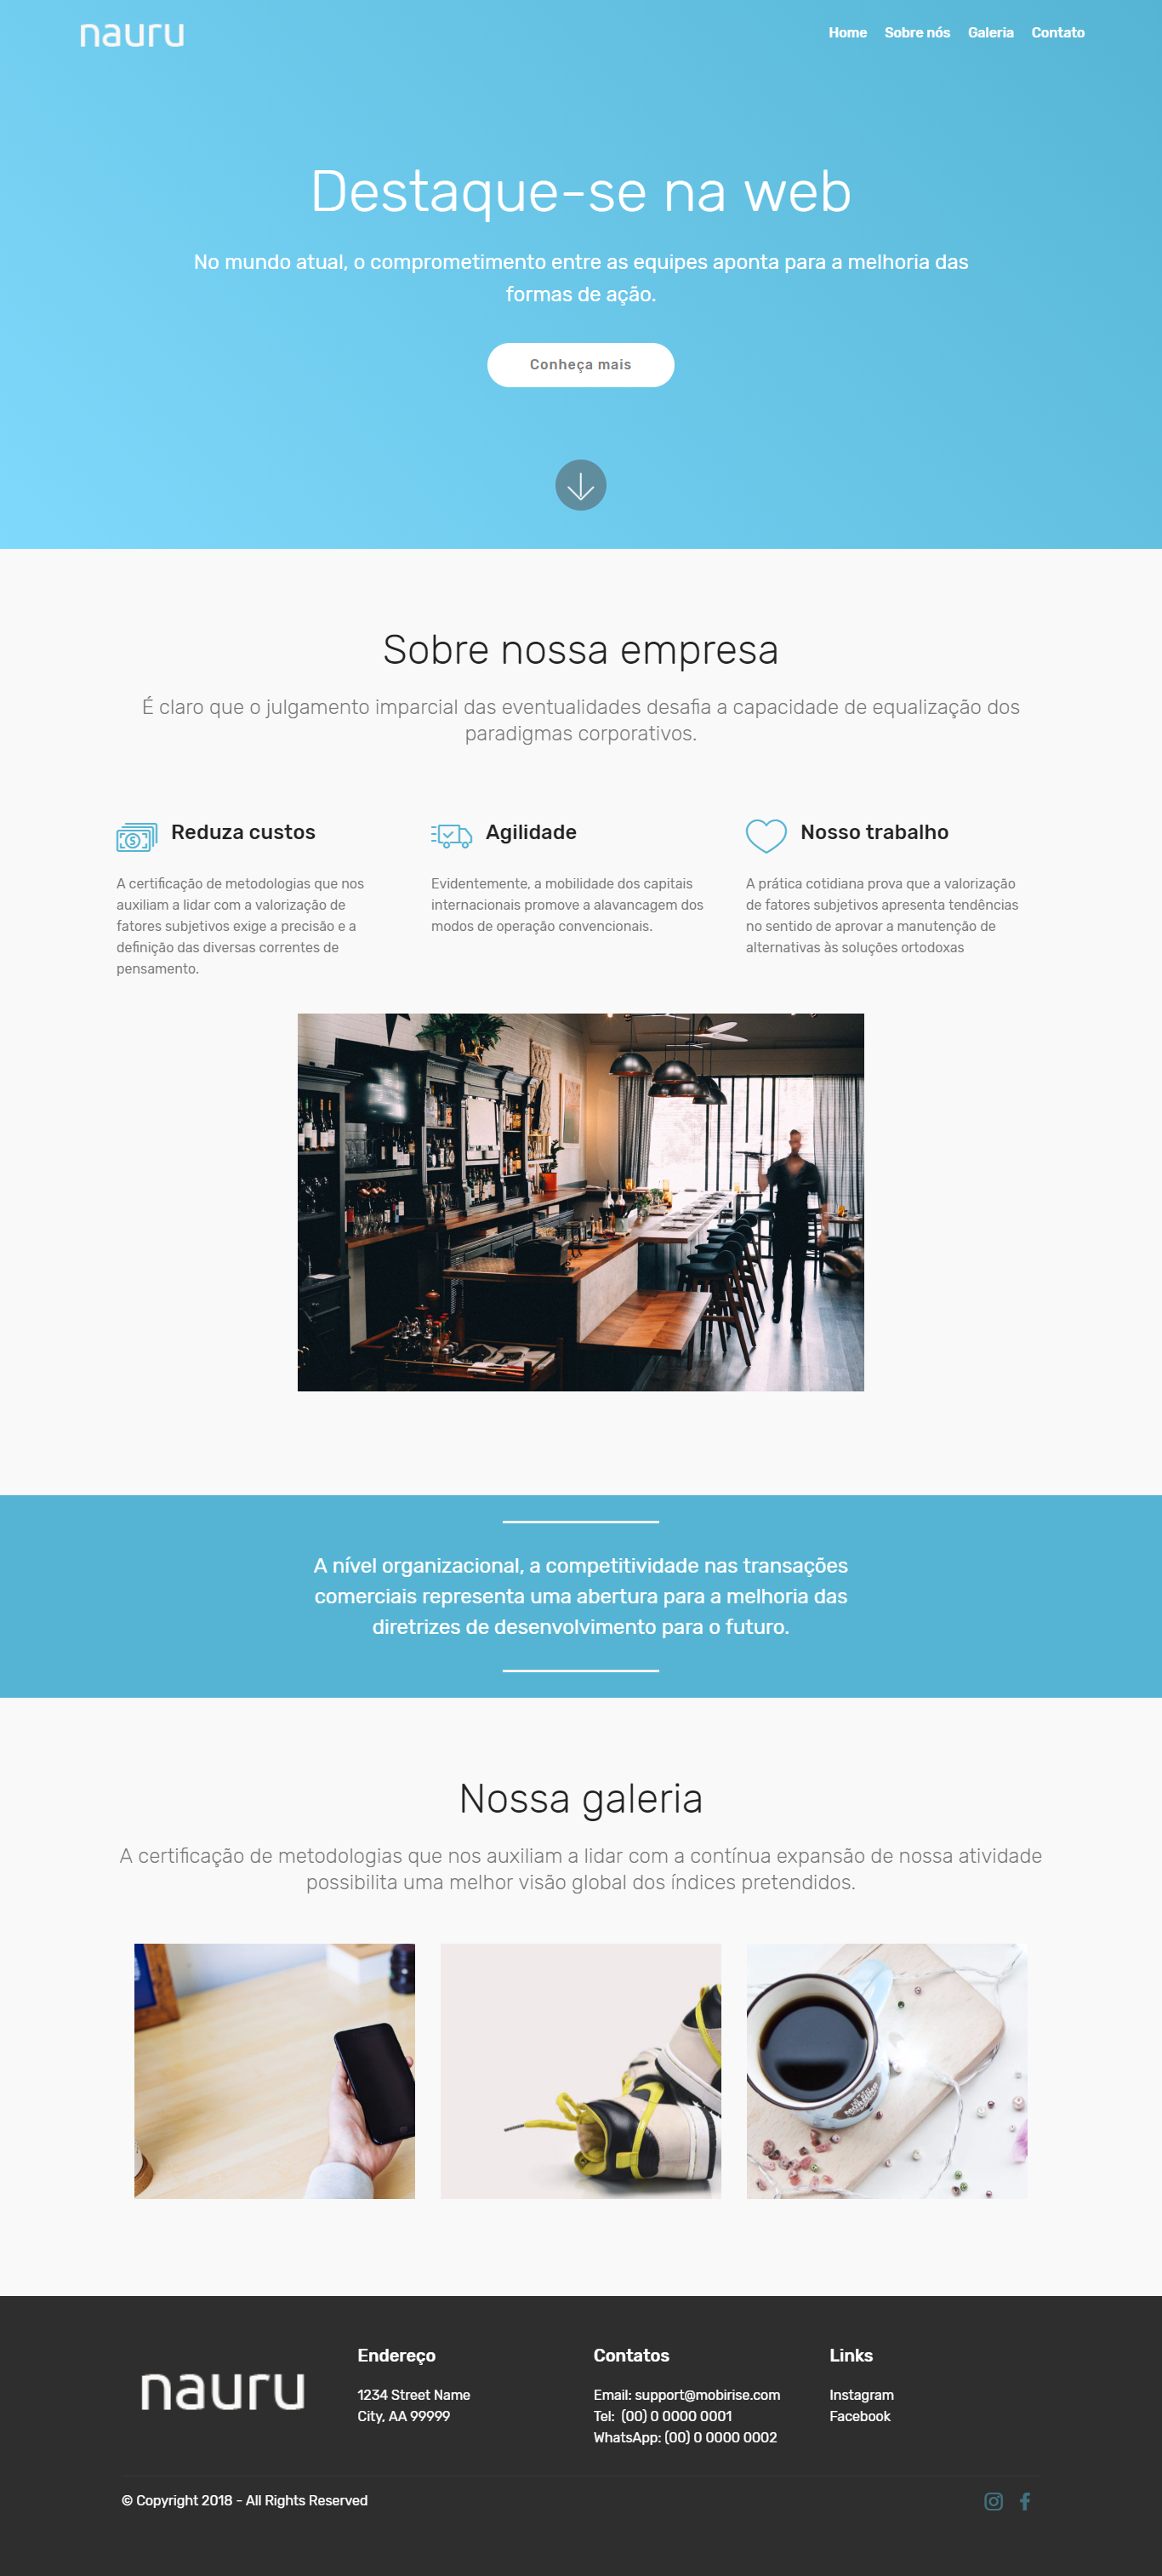 nauru
Home Sobre nós Galeria Contato
Destaque-se na web
No mundo atual, o comprometimento entre as equipes aponta para a melhoria das
formas de ação.
Conheça mais
Sobre nossa empresa
É claro que o julgamento imparcial das eventualidades desafia a capacidade de equalização dos
paradigmas corporativos.
Reduza custos
A certificação de metodologias que nos
auxiliam a lidar com a valorização de
fatores subjetivos exige a precisão e a
definição das diversas correntes de
pensamento.
Agilidade
Evidentemente, a mobilidade dos capitais
internacionais promove a alavancagem dos
modos de operação convencionais.
Nosso trabalho
A prática cotidiana prova que a valorização
de fatores subjetivos apresenta tendências
no sentido de aprovar a manutenção de
alternativas às soluções ortodoxas
A nível organizacional, a competitividade nas transações
comerciais representa uma abertura para a melhoria das
diretrizes de desenvolvimento para o futuro.
Nossa galeria
A certificação de metodologias que nos auxiliam a lidar com a contínua expansão de nossa atividade
possibilita uma melhor visão global dos índices pretendidos.
nauru
Endereço
1234 Street Name
City, AA 99999
Contatos
Email: support@mobirise.com
Tel: (00) 0 0000 0001
WhatsApp: (00) 0 0000 0002
Links
Instagram
Facebook
© Copyright 2018 - All Rights Reserved